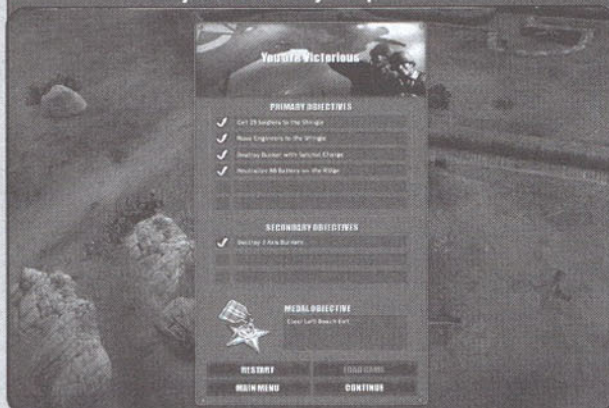 You are Victorious
PRIMARY OBJECTIVES
Get 25 Soldiers to the Shingle
Move Engineers to the Shingle
Destroy Bunker with Satchel Charge
Neutralize AA Battery on the Ridge
SECONDARY OBJECTIVES
Destroy 3 Axis Bunkers
MEDAL OBJECTIVE
Clear Left Beach Exit
RESTART
LOAD GAME
MAIN MENU
CONTINUE